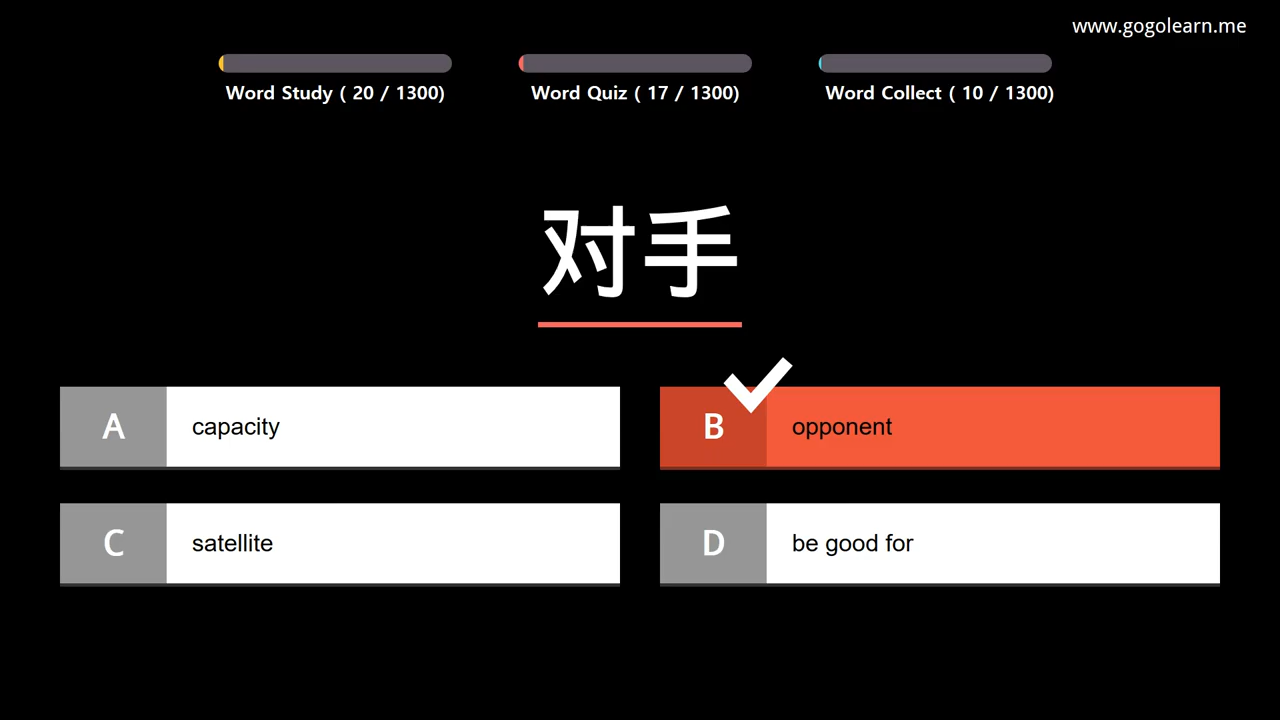 www.gogolearn.me
Word Study ( 20 / 1300)
Word Quiz ( 17 / 1300)
Word Collect ( 10 / 1300)
对手
A capacity
B opponent
C satellite
D be good for